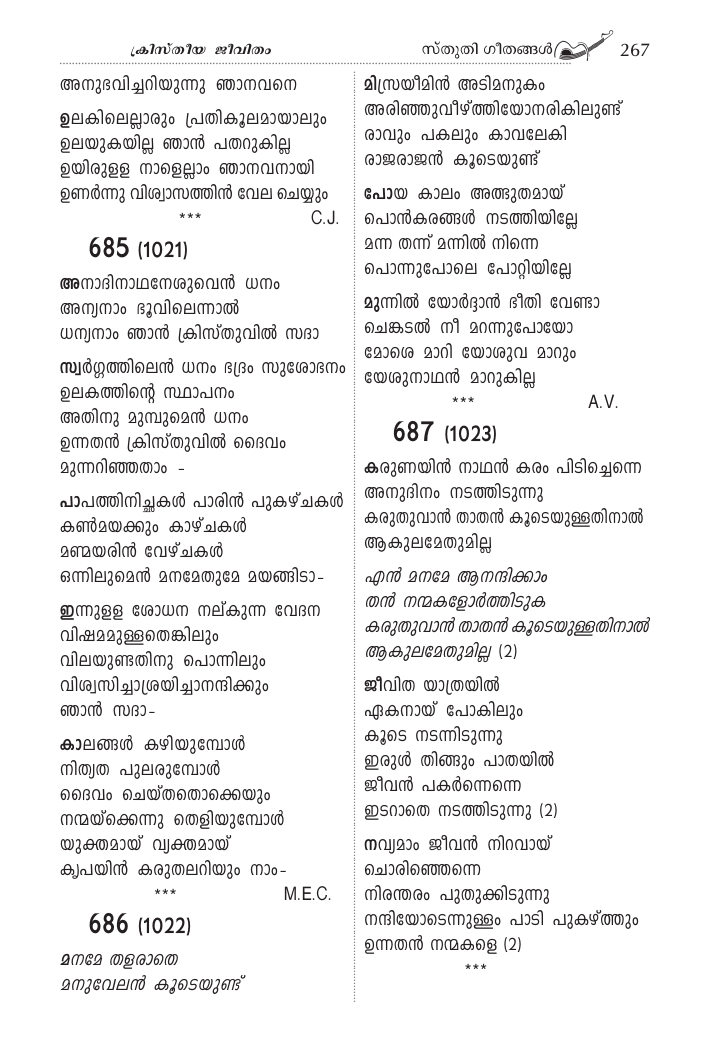 ക്രിസ്തീയ ജീവിതം
സ്തുതി ഗീതങ്ങൾ 267
അനുഭവിച്ചറിയുന്നു ഞാനവനെ
ഉലകിലെല്ലാരും പ്രതികൂലമായാലും
ഉലയുകയില്ല ഞാൻ പതറുകില്ല
ഉയിരുളള നാളെല്ലാം ഞാനവനായി
ഉണർന്നു വിശ്വാസത്തിൻ വേല ചെയ്യും
*** C.J.
685 (1021)
അനാദിനാഥനേശുവെൻ ധനം
അന്യനാം ഭൂവിലെന്നാൽ
ധന്യനാം ഞാൻ ക്രിസ്തുവിൽ സദാ
സ്വർഗ്ഗത്തിലെൻ ധനം ഭദ്രം സുശോഭനം
ഉലകത്തിന്റെ സ്ഥാപനം
അതിനു മുമ്പുമെൻ ധനം
ഉന്നതൻ ക്രിസ്തുവിൽ ദൈവം
മുന്നറിഞ്ഞതാം -
പാപത്തിനിച്ഛകൾ പാരിൻ പുകഴ്ചകൾ
കൺമയക്കും കാഴ്ചകൾ
മണ്മയരിൻ വേഴ്ചകൾ
ഒന്നിലുമെൻ മനമേതുമേ മയങ്ങിടാ-
ഇന്നുളള ശോധന നല്കുന്ന വേദന
വിഷമമുള്ളതെങ്കിലും
വിലയുണ്ടതിനു പൊന്നിലും
വിശ്വസിച്ചാശ്രയിച്ചാനന്ദിക്കും
ഞാൻ സദാ-
കാലങ്ങൾ കഴിയുമ്പോൾ
നിത്യത പുലരുമ്പോൾ
ദൈവം ചെയ്തതൊക്കെയും
നന്മയ്ക്കെന്നു തെളിയുമ്പോൾ
യുക്തമായ് വ്യക്തമായ്
കൃപയിൻ കരുതലറിയും നാം-
*** M.E.C.
686 (1022)
മനമേ തളരാതെ
മനുവേലൻ കൂടെയുണ്ട്
മിസ്രയീമിൻ അടിമനുകം
അരിഞ്ഞുവീഴ്ത്തിയോനരികിലുണ്ട്
രാവും പകലും കാവലേകി
രാജരാജൻ കൂടെയുണ്ട്
പോയ കാലം അത്ഭുതമായ്
പൊൻകരങ്ങൾ നടത്തിയില്ലേ
മന്ന തന്ന് മന്നിൽ നിന്നെ
പൊന്നുപോലെ പോറ്റിയില്ലേ
മുന്നിൽ യോർദ്ദാൻ ഭീതി വേണ്ടാ
ചെങ്കടൽ നീ മറന്നുപോയോ
മോശെ മാറി യോശുവ മാറും
യേശുനാഥൻ മാറുകില്ല
*** A.V.
687 (1023)
കരുണയിൻ നാഥൻ കരം പിടിച്ചെന്നെ
അനുദിനം നടത്തിടുന്നു
കരുതുവാൻ താതൻ കൂടെയുള്ളതിനാൽ
ആകുലമേതുമില്ല
എൻ മനമേ ആനന്ദിക്കാം
തൻ നന്മകളോർത്തിടുക
കരുതുവാൻ താതൻ കൂടെയുള്ളതിനാൽ
ആകുലമേതുമില്ല (2)
ജീവിത യാത്രയിൽ
ഏകനായ് പോകിലും
കൂടെ നടന്നിടുന്നു
ഇരുൾ തിങ്ങും പാതയിൽ
ജീവൻ പകർന്നെന്നെ
ഇടറാതെ നടത്തിടുന്നു (2)
നവ്യമാം ജീവൻ നിറവായ്
ചൊരിഞ്ഞെന്നെ
നിരന്തരം പുതുക്കിടുന്നു
നന്ദിയോടെന്നുള്ളം പാടി പുകഴ്ത്തും
ഉന്നതൻ നന്മകളെ (2)
***